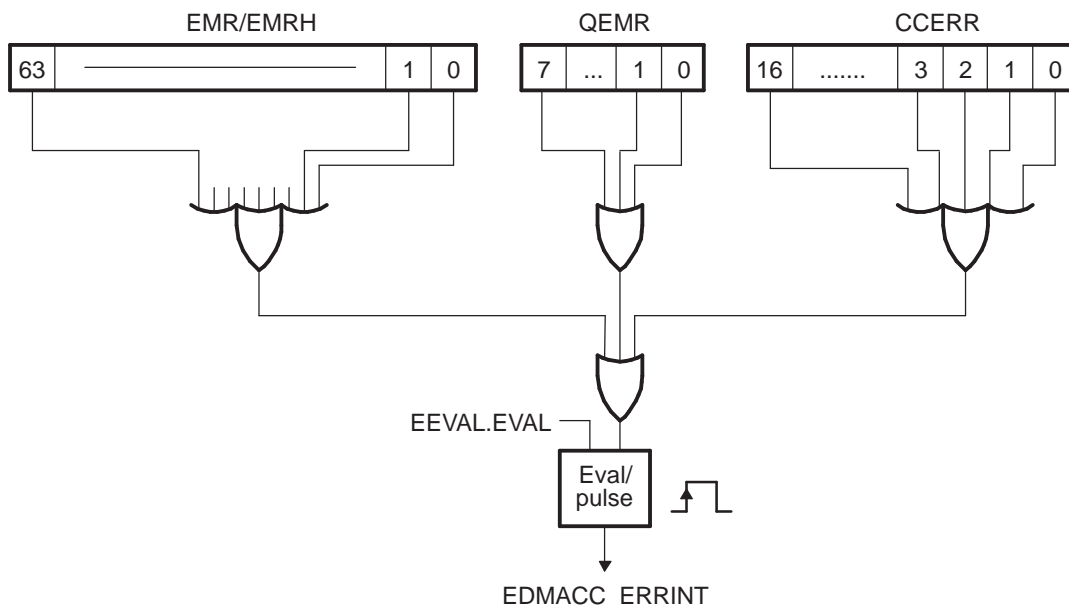 EMR/EMRH
QEMR
CCERR
63 1 0
7 ... 1 0
16 ....... 3 2 1 0
EEVAL.EVAL
Eval/
pulse
EDMACC ERRINT